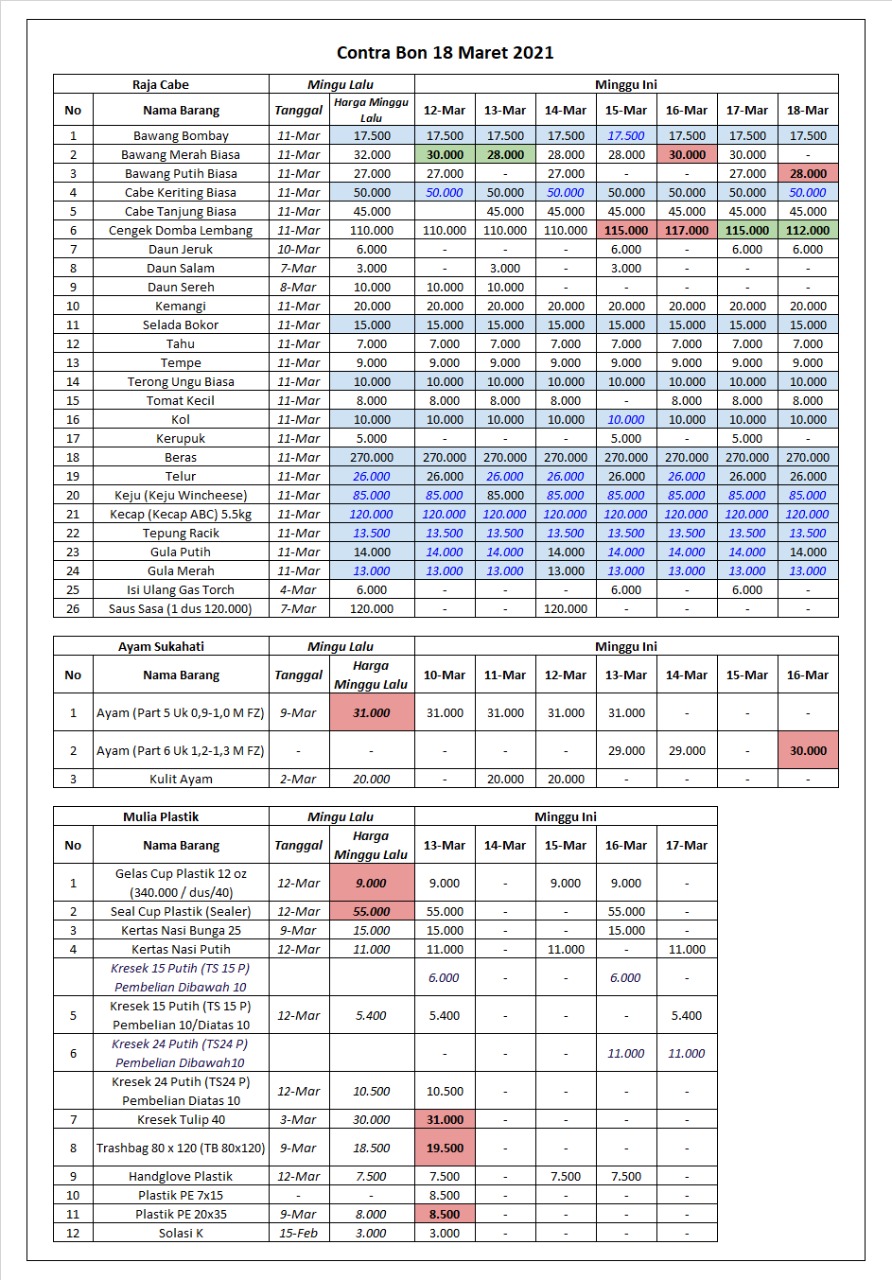 Contra Bon 18 Maret 2021
Raja Cabe Mingu Lalu Minggu Ini
No Nama Barang Tanggal Harga Minggu Lalu 12-Mar 13-Mar 14-Mar 15-Mar 16-Mar 17-Mar 18-Mar
1 Bawang Bombay 11-Mar 17.500 17.500 17.500 17.500 17.500 17.500 17.500 17.500
2 Bawang Merah Biasa 11-Mar 32.000 30.000 28.000 28.000 28.000 30.000 30.000 -
3 Bawang Putih Biasa 11-Mar 27.000 27.000 - 27.000 - - 27.000 28.000
4 Cabe Keriting Biasa 11-Mar 50.000 50.000 50.000 50.000 50.000 50.000 50.000 50.000
5 Cabe Tanjung Biasa 11-Mar 45.000 45.000 45.000 45.000 45.000 45.000 45.000
6 Cengek Domba Lembang 11-Mar 110.000 110.000 110.000 110.000 115.000 117.000 115.000 112.000
7 Daun Jeruk 10-Mar 6.000 - - - 6.000 - 6.000 6.000
8 Daun Salam 7-Mar 3.000 - 3.000 - 3.000 - - -
9 Daun Sereh 8-Mar 10.000 10.000 10.000 - - - - -
10 Kemangi 11-Mar 20.000 20.000 20.000 20.000 20.000 20.000 20.000 20.000
11 Selada Bokor 11-Mar 15.000 15.000 15.000 15.000 15.000 15.000 15.000 15.000
12 Tahu 11-Mar 7.000 7.000 7.000 7.000 7.000 7.000 7.000 7.000
13 Tempe 11-Mar 9.000 9.000 9.000 9.000 9.000 9.000 9.000 9.000
14 Terong Ungu Biasa 11-Mar 10.000 10.000 10.000 10.000 10.000 10.000 10.000 10.000
15 Tomat Kecil 11-Mar 8.000 8.000 8.000 8.000 - 8.000 8.000 8.000
16 Kol 11-Mar 10.000 10.000 10.000 10.000 10.000 10.000 10.000 10.000
17 Kerupuk 11-Mar 5.000 - - - 5.000 - 5.000 -
18 Beras 11-Mar 270.000 270.000 270.000 270.000 270.000 270.000 270.000 270.000
19 Telur 11-Mar 26.000 26.000 26.000 26.000 26.000 26.000 26.000 26.000
20 Keju (Keju Wincheese) 11-Mar 85.000 85.000 85.000 85.000 85.000 85.000 85.000 85.000
21 Kecap (Kecap ABC) 5.5kg 11-Mar 120.000 120.000 120.000 120.000 120.000 120.000 120.000 120.000
22 Tepung Racik 11-Mar 13.500 13.500 13.500 13.500 13.500 13.500 13.500 13.500
23 Gula Putih 11-Mar 14.000 14.000 14.000 14.000 14.000 14.000 14.000 14.000
24 Gula Merah 11-Mar 13.000 13.000 13.000 13.000 13.000 13.000 13.000 13.000
25 Isi Ulang Gas Torch 4-Mar 6.000 - - - 6.000 - 6.000 -
26 Saus Sasa (1 dus 120.000) 7-Mar 120.000 - - 120.000 - - - -
Ayam Sukahati Mingu Lalu Minggu Ini
No Nama Barang Tanggal Harga Minggu Lalu 10-Mar 11-Mar 12-Mar 13-Mar 14-Mar 15-Mar 16-Mar
1 Ayam (Part 5 Uk 0,9-1,0 M FZ) 9-Mar 31.000 31.000 31.000 31.000 31.000 - - -
2 Ayam (Part 6 Uk 1,2-1,3 M FZ) - - - - - 29.000 29.000 - 30.000
3 Kulit Ayam 2-Mar 20.000 - 20.000 20.000 - - - -
Mulia Plastik Mingu Lalu Minggu Ini
No Nama Barang Tanggal Harga Minggu Lalu 13-Mar 14-Mar 15-Mar 16-Mar 17-Mar
1 Gelas Cup Plastik 12 oz (340.000 / dus/40) 12-Mar 9.000 9.000 - 9.000 9.000 -
2 Seal Cup Plastik (Sealer) 12-Mar 55.000 55.000 - - 55.000 -
3 Kertas Nasi Bunga 25 9-Mar 15.000 15.000 - - 15.000 -
4 Kertas Nasi Putih 12-Mar 11.000 11.000 - 11.000 - 11.000
Kresek 15 Putih (TS 15 P) Pembelian Dibawah 10 6.000 - - 6.000 -
5 Kresek 15 Putih (TS 15 P) Pembelian 10/Diatas 10 12-Mar 5.400 5.400 - - - 5.400
6 Kresek 24 Putih (TS24 P) Pembelian Dibawah10 - - - 11.000 11.000
Kresek 24 Putih (TS24 P) Pembelian Diatas 10 12-Mar 10.500 10.500 - - - -
7 Kresek Tulip 40 3-Mar 30.000 31.000 - - - -
8 Trashbag 80 x 120 (TB 80x120) 9-Mar 18.500 19.500 - - - -
9 Handglove Plastik 12-Mar 7.500 7.500 - 7.500 7.500 -
10 Plastik PE 7x15 - - 8.500 - - - -
11 Plastik PE 20x35 9-Mar 8.000 8.500 - - - -
12 Solasi K 15-Feb 3.000 3.000 - - - -